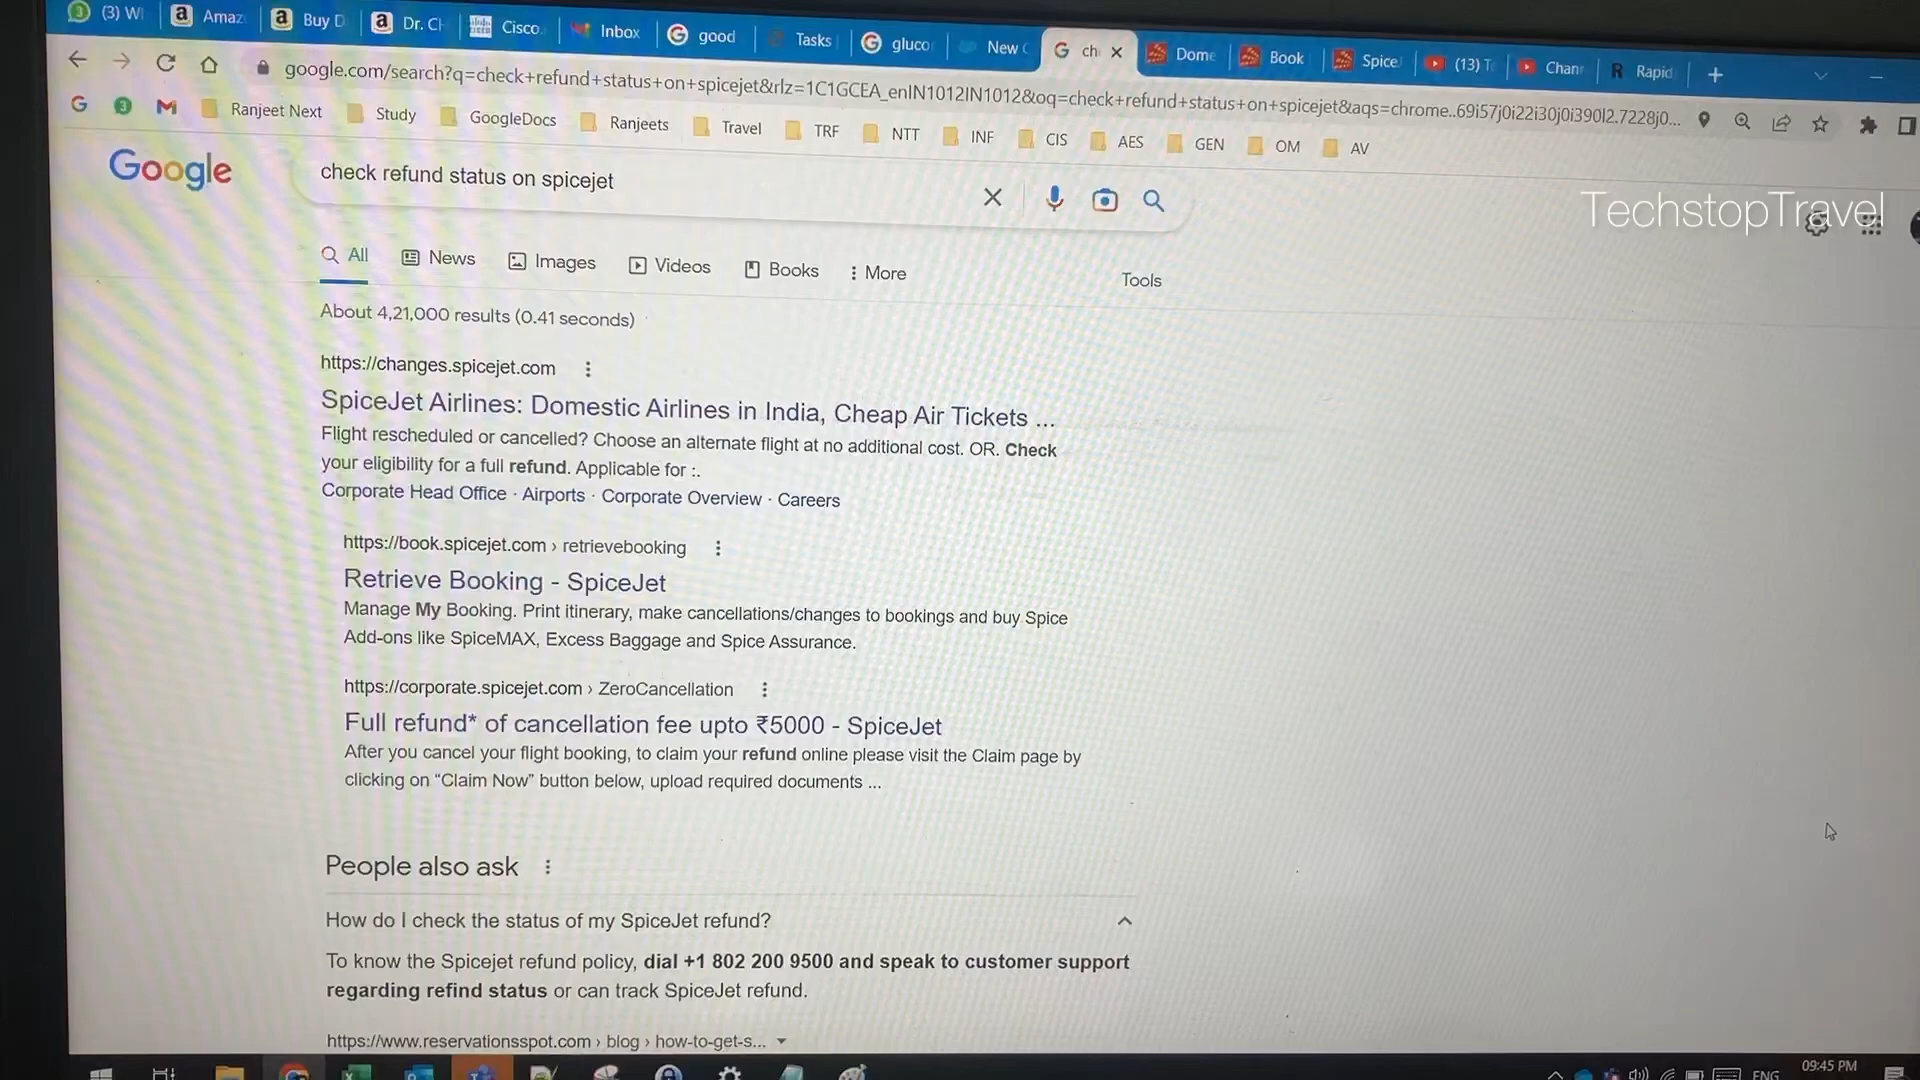 (3) W
Amaz
Buy D
Dr. Ch
Cisco
Inbox
good
Tasks
gluco
New C
ch
Dome
Book
Spice
(13) T
Chann
Rapid
google.com/search?q=check+refund+status+on+spicejet&rlz=1C1GCEA_enIN1012IN1012&oq=check+refund+status+on+spicejet&aqs=chrome..69i57j0i22i30j0i390l2.7228j0...
Ranjeet Next
Study
GoogleDocs
Ranjeets
Travel
TRF
NTT
INF
CIS
AES
GEN
OM
AV
Google
check refund status on spicejet
TechstopTravel
All
News
Images
Videos
Books
More
Tools
About 4,21,000 results (0.41 seconds)
https://changes.spicejet.com
SpiceJet Airlines: Domestic Airlines in India, Cheap Air Tickets ...
Flight rescheduled or cancelled? Choose an alternate flight at no additional cost. OR. Check
your eligibility for a full refund. Applicable for :.
Corporate Head Office · Airports · Corporate Overview · Careers
https://book.spicejet.com › retrievebooking
Retrieve Booking - SpiceJet
Manage My Booking. Print itinerary, make cancellations/changes to bookings and buy Spice
Add-ons like SpiceMAX, Excess Baggage and Spice Assurance.
https://corporate.spicejet.com › ZeroCancellation
Full refund* of cancellation fee upto ₹5000 - SpiceJet
After you cancel your flight booking, to claim your refund online please visit the Claim page by
clicking on “Claim Now” button below, upload required documents ...
People also ask
How do I check the status of my SpiceJet refund?
To know the Spicejet refund policy, dial +1 802 200 9500 and speak to customer support
regarding refind status or can track SpiceJet refund.
https://www.reservationsspot.com › blog › how-to-get-s...
ENG
09:45 PM